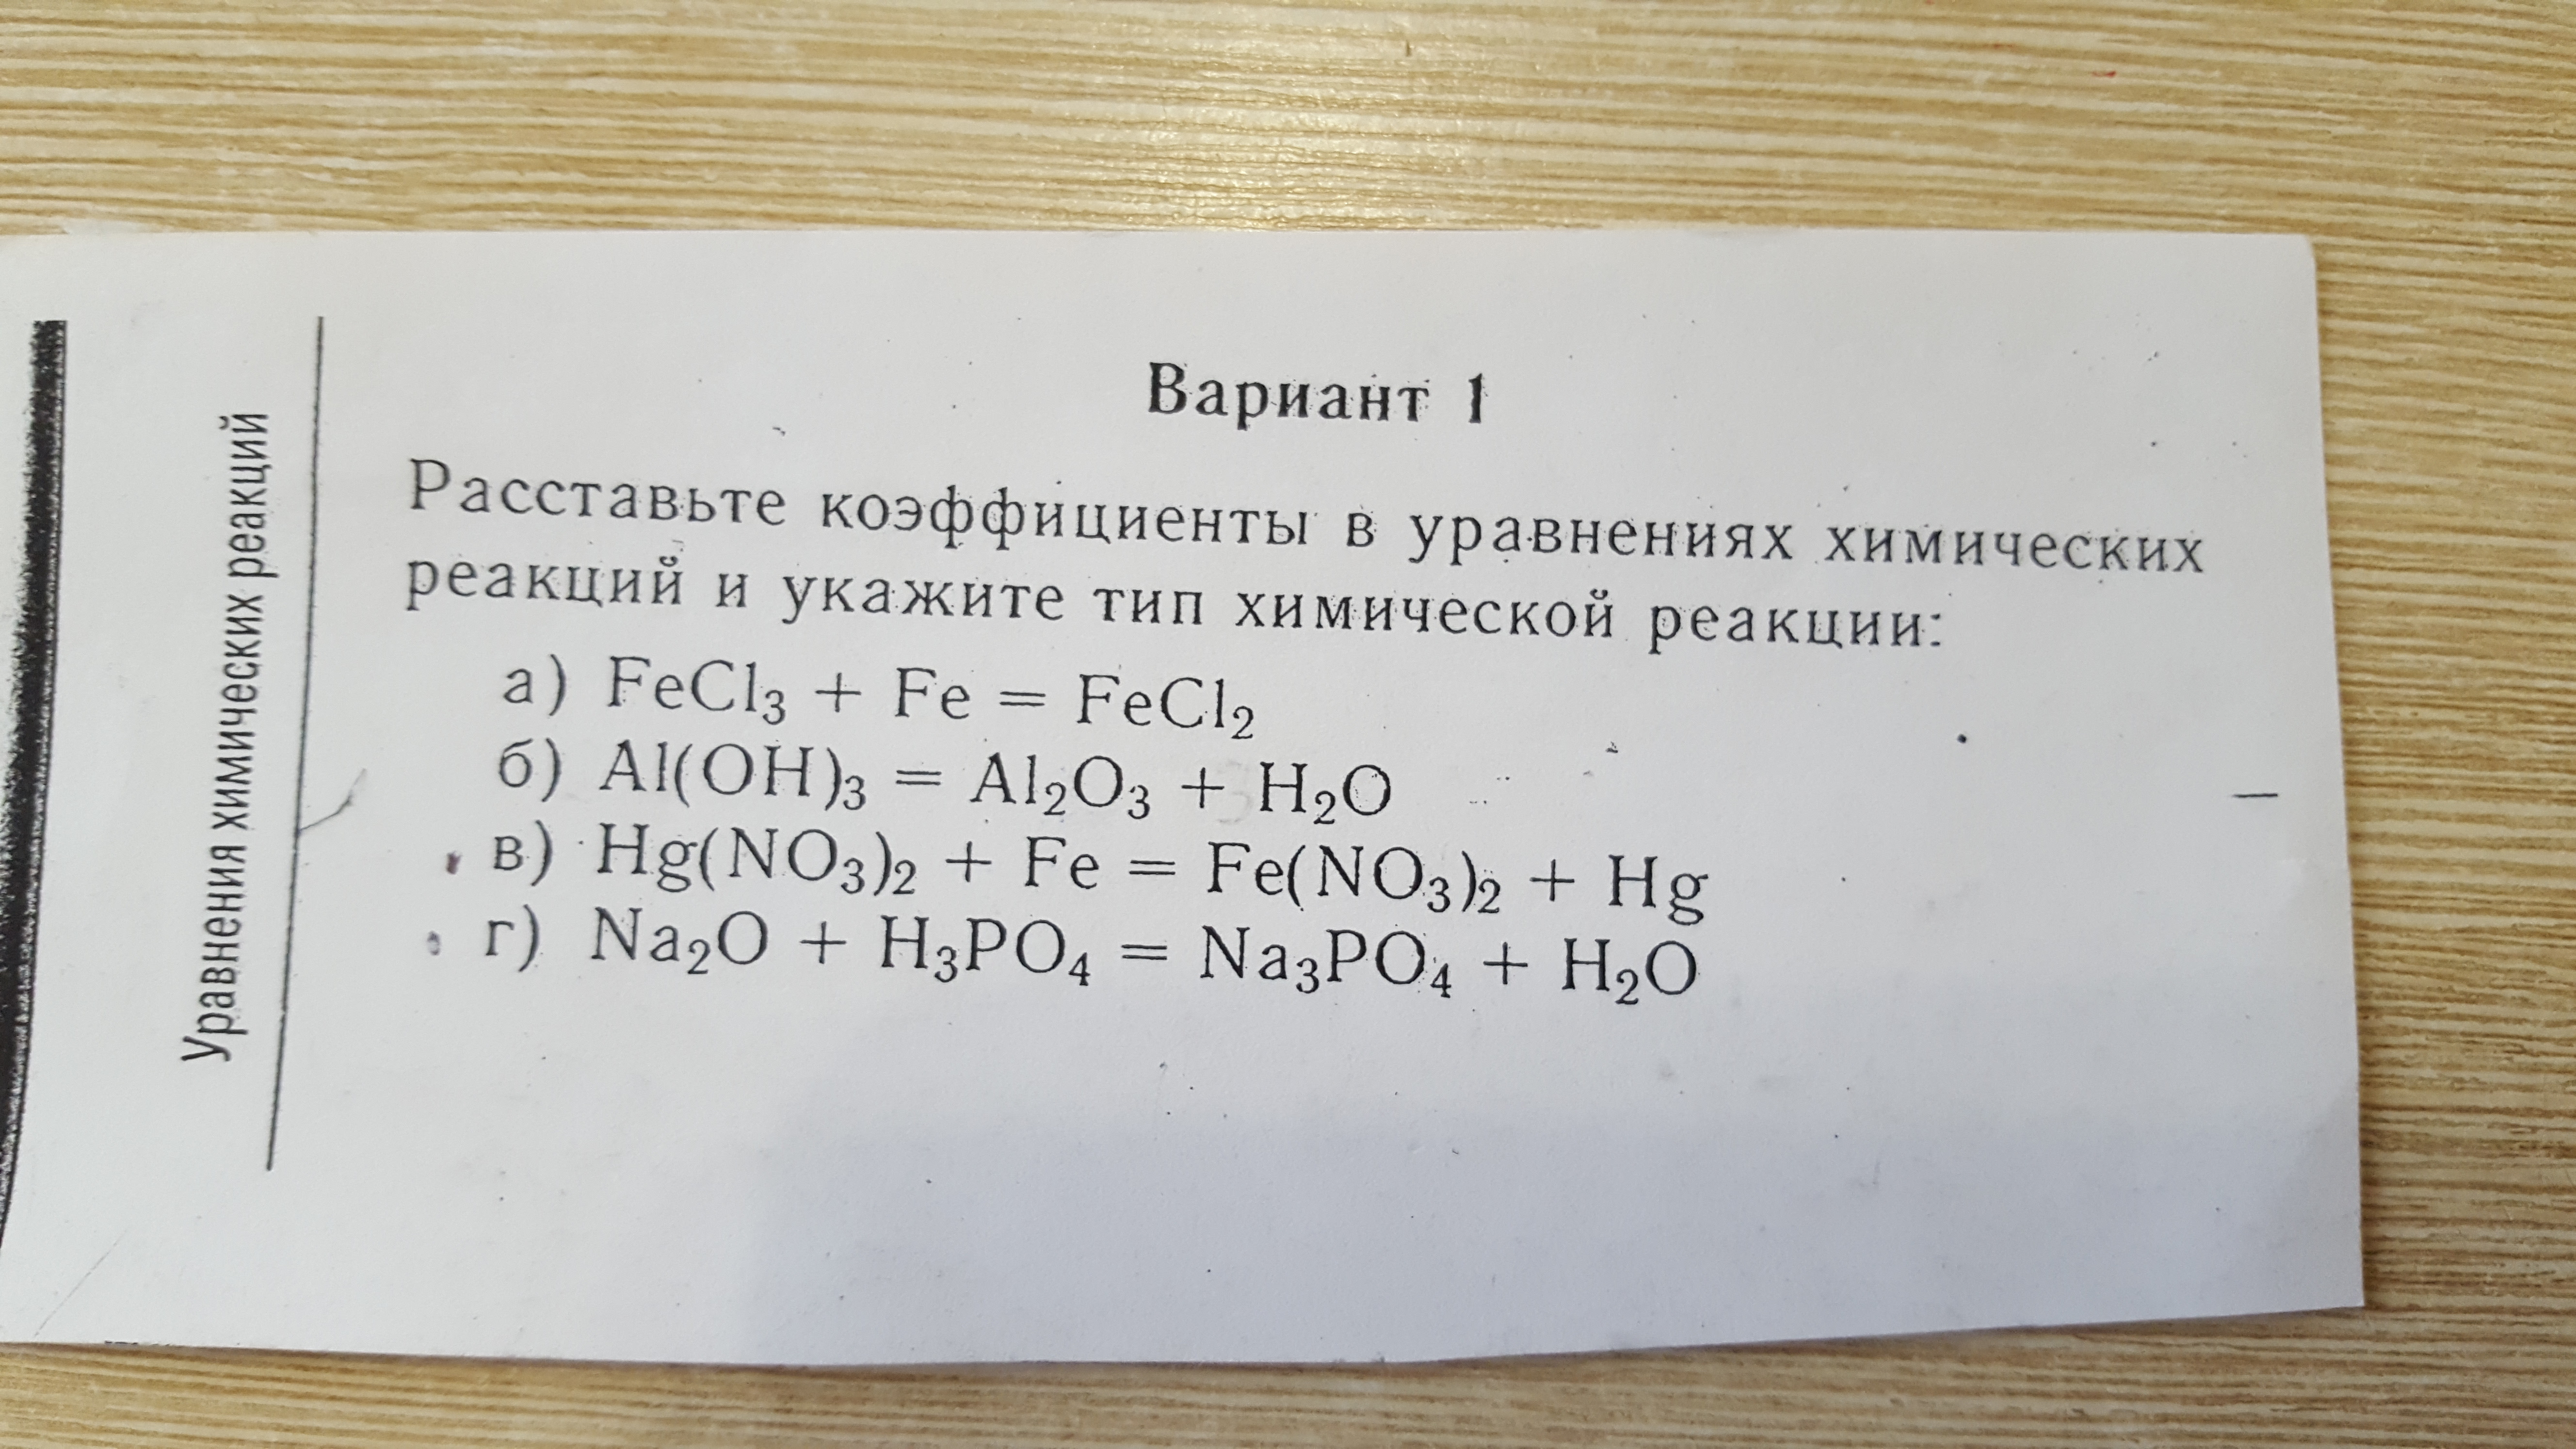 Уравнения химических реакций
Вариант 1
Расставьте коэффициенты в уравнениях химических
реакций и укажите тип химической реакции:
а) FeCl₃ + Fe = FeCl₂
б) Al(OH)₃ = Al₂O₃ + H₂O
в) Hg(NO₃)₂ + Fe = Fe(NO₃)₂ + Hg
г) Na₂O + H₃PO₄ = Na₃PO₄ + H₂O